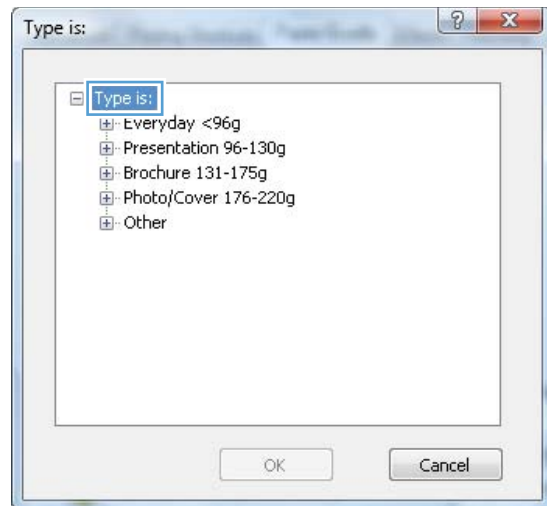 Type is:
Type is:
Everyday <96g
Presentation 96-130g
Brochure 131-175g
Photo/Cover 176-220g
Other
OK
Cancel